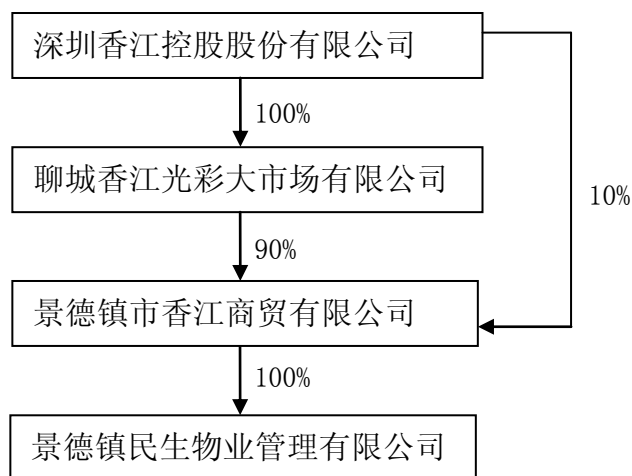 深圳香江控股股份有限公司
100%
聊城香江光彩大市场有限公司
10%
90%
景德镇市香江商贸有限公司
100%
景德镇民生物业管理有限公司